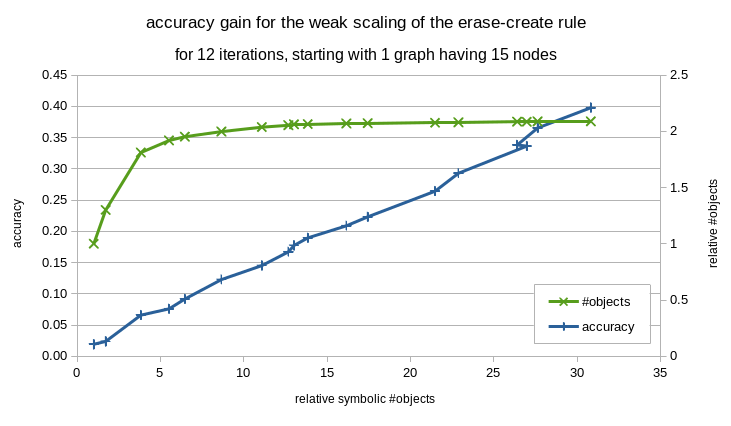 accuracy gain for the weak scaling of the erase-create rule
for 12 iterations, starting with 1 graph having 15 nodes
0.45
0.40
0.35
0.30
0.25
0.20
0.15
0.10
0.05
0.00
accuracy
2.5
2
1.5
1
0.5
0
relative #objects
#objects
accuracy
0 5 10 15 20 25 30 35
relative symbolic #objects